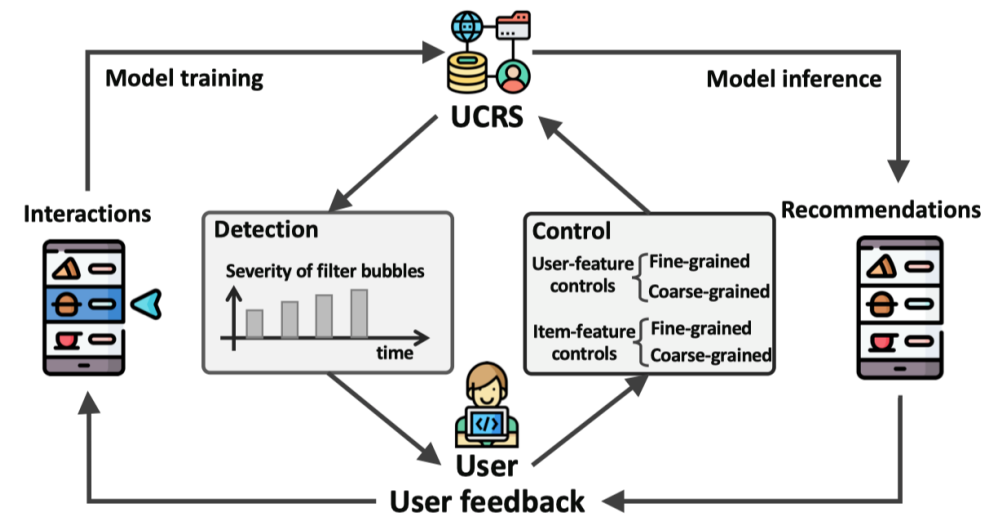 Model training
Model inference
UCRS
Interactions
Recommendations
Detection
Severity of filter bubbles
time
Control
User-feature
controls
Fine-grained
Coarse-grained
Item-feature
controls
Fine-grained
Coarse-grained
</>
User
User feedback